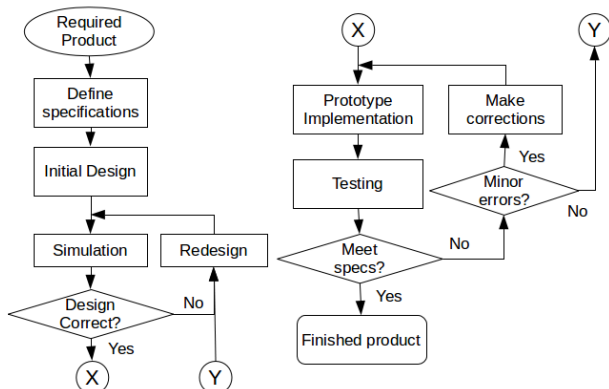 Required
Product
Define
specifications
Initial Design
Simulation
Redesign
Design
Correct?
No
Yes
X
Y
X
Y
Prototype
Implementation
Make
corrections
Yes
Testing
Minor
errors?
No
Meet
specs?
No
Yes
Finished product